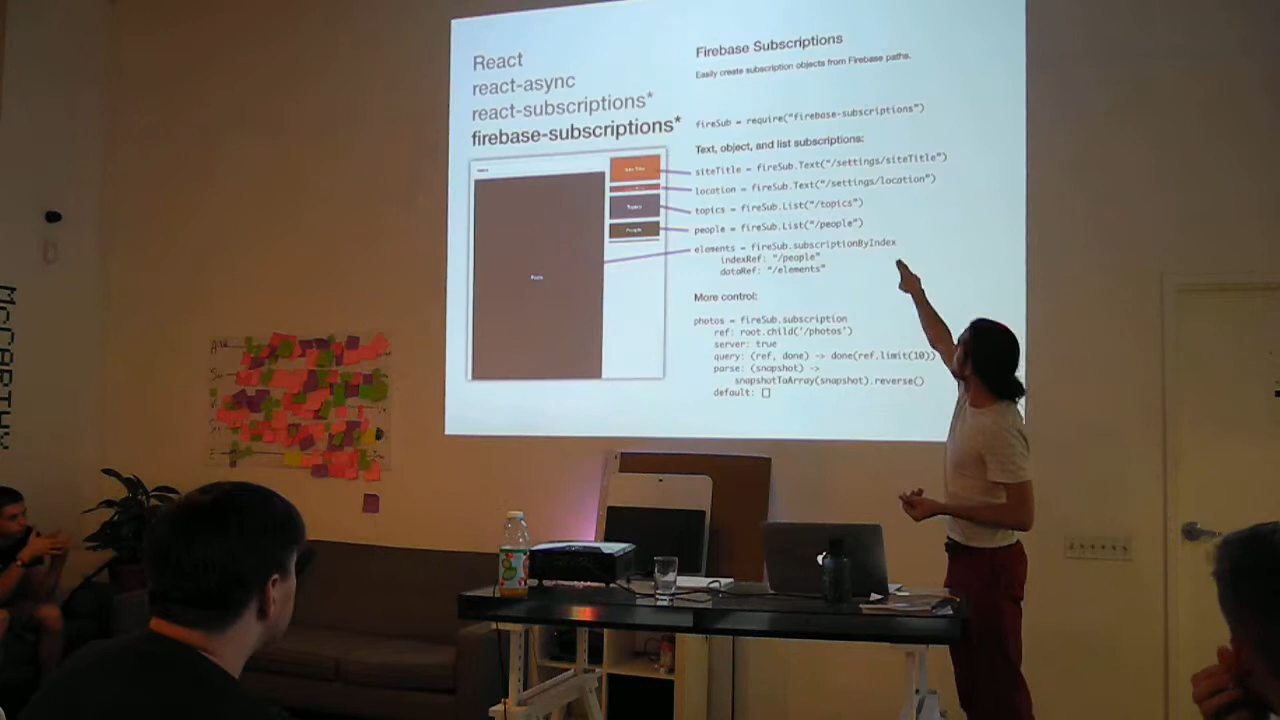 React
react-async
react-subscriptions*
firebase-subscriptions*
Site Title
Topics
People
People
Firebase Subscriptions
Easily create subscription objects from Firebase paths.
fireSub = require("firebase-subscriptions")
Text, object, and list subscriptions:
siteTitle = fireSub.Text("/settings/siteTitle")
location = fireSub.Text("/settings/location")
topics = fireSub.List("/topics")
people = fireSub.List("/people")
elements = fireSub.subscriptionByIndex
indexRef: "/people"
dataRef: "/elements"
More control:
photos = fireSub.subscription
ref: root.child('/photos')
server: true
query: (ref, done) -> done(ref.limit(10))
parse: (snapshot) ->
snapshotToArray(snapshot).reverse()
default: []
McCarthy